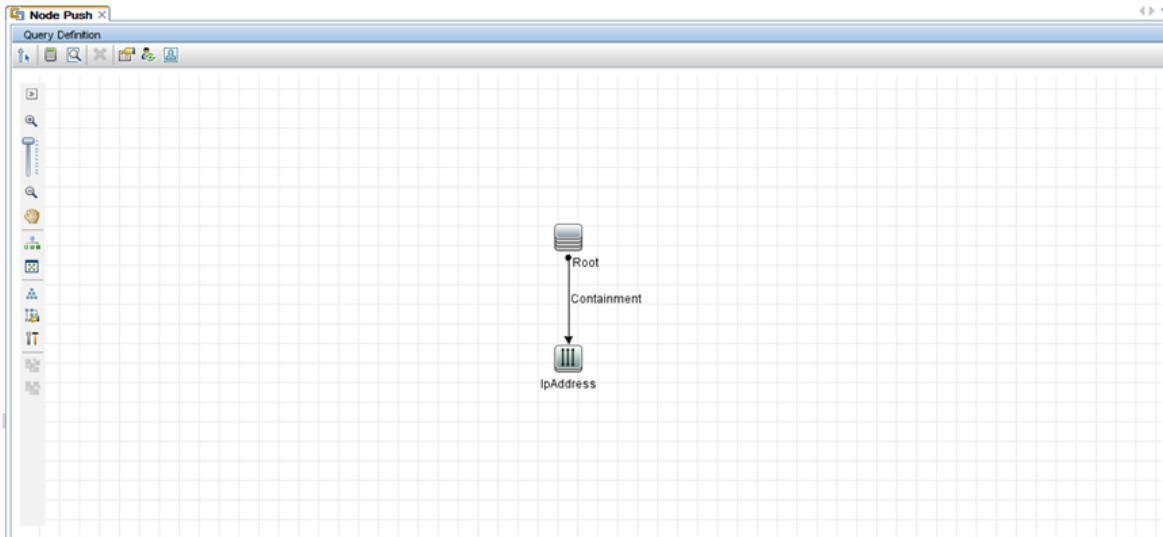 Node Push
Query Definition
Root
Containment
IpAddress